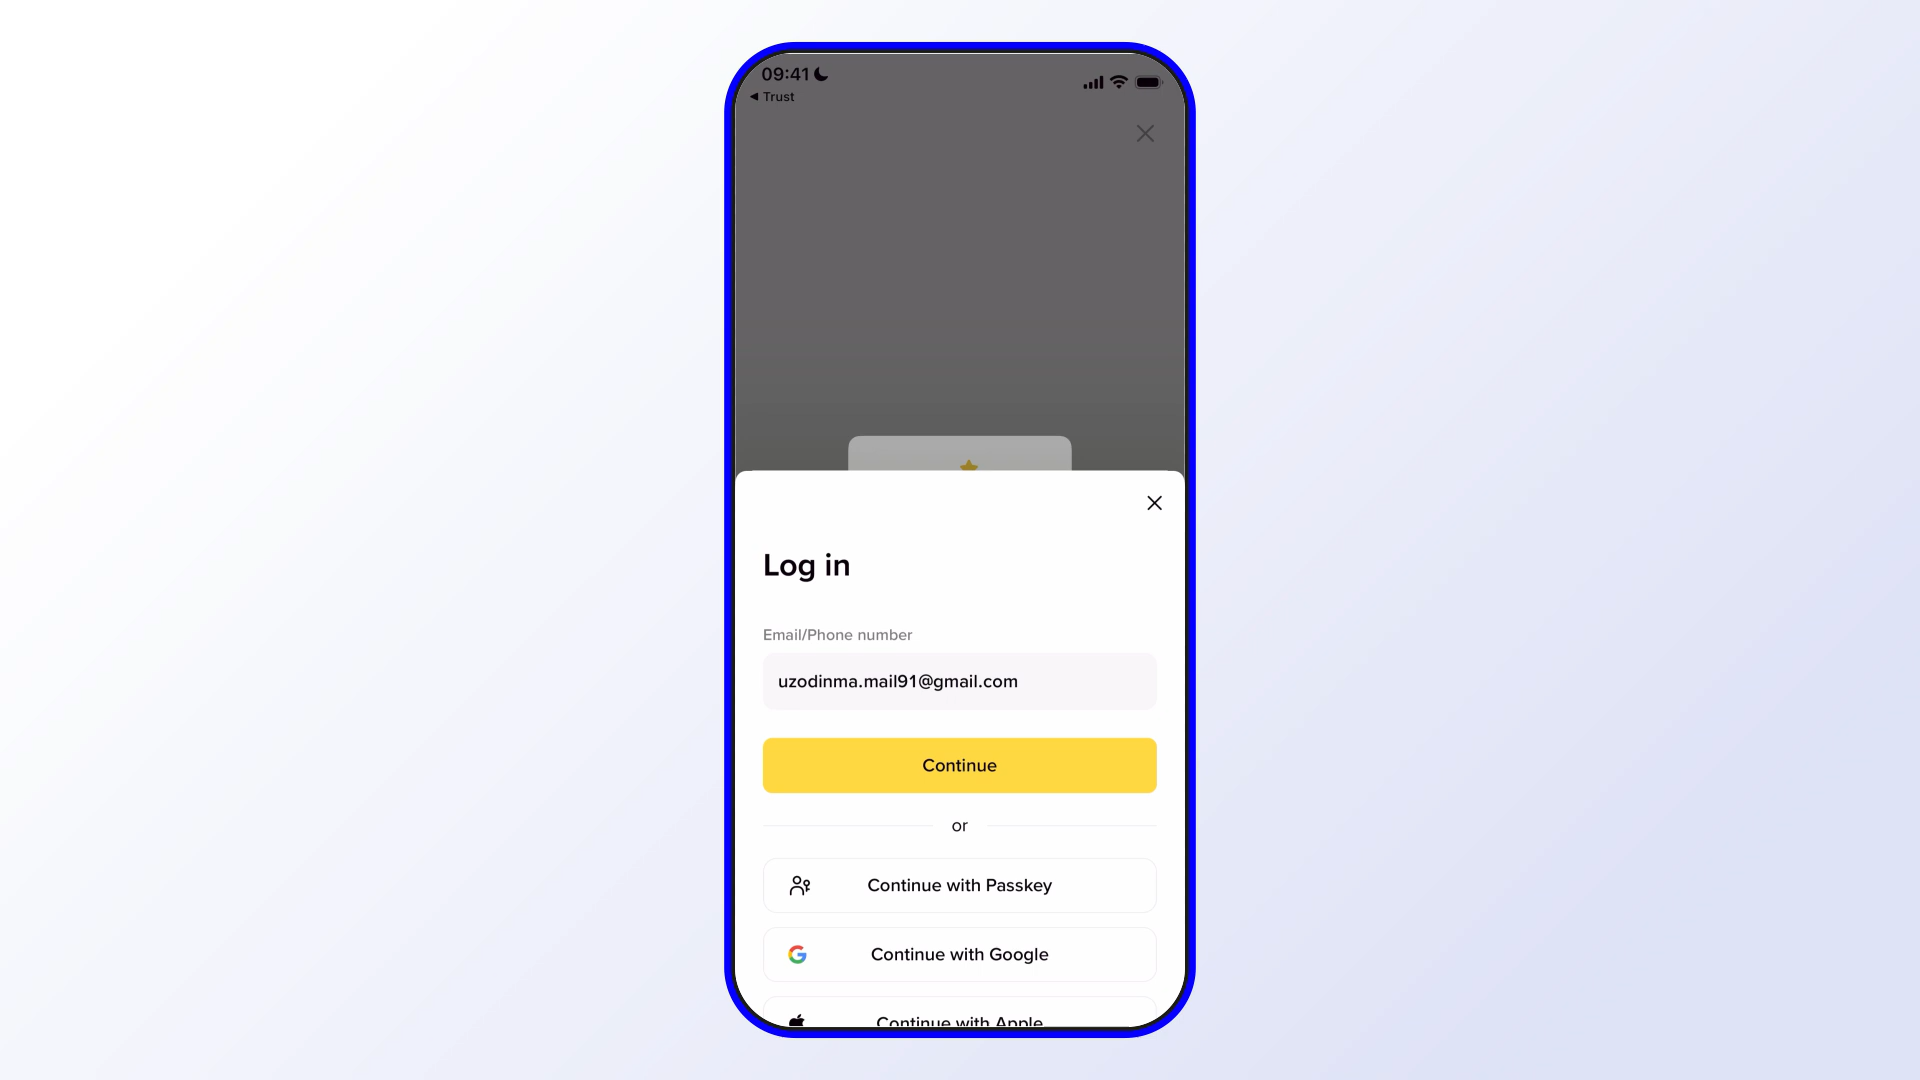 09:41
◀ Trust
Log in
Email/Phone number
uzodinma.mail91@gmail.com
Continue
or
Continue with Passkey
Continue with Google
Continue with Apple